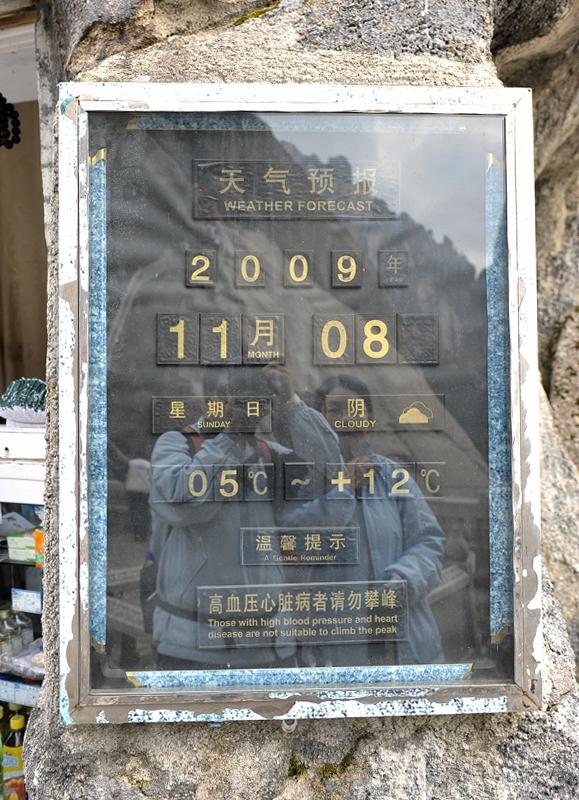 天气预报
WEATHER FORECAST
2009年
YEAR
11月 08
MONTH
星期日 阴
SUNDAY CLOUDY
05℃ ~ +12℃
温馨提示
A Gentle Reminder
高血压心脏病者请勿攀峰
Those with high blood pressure and heart
disease are not suitable to climb the peak